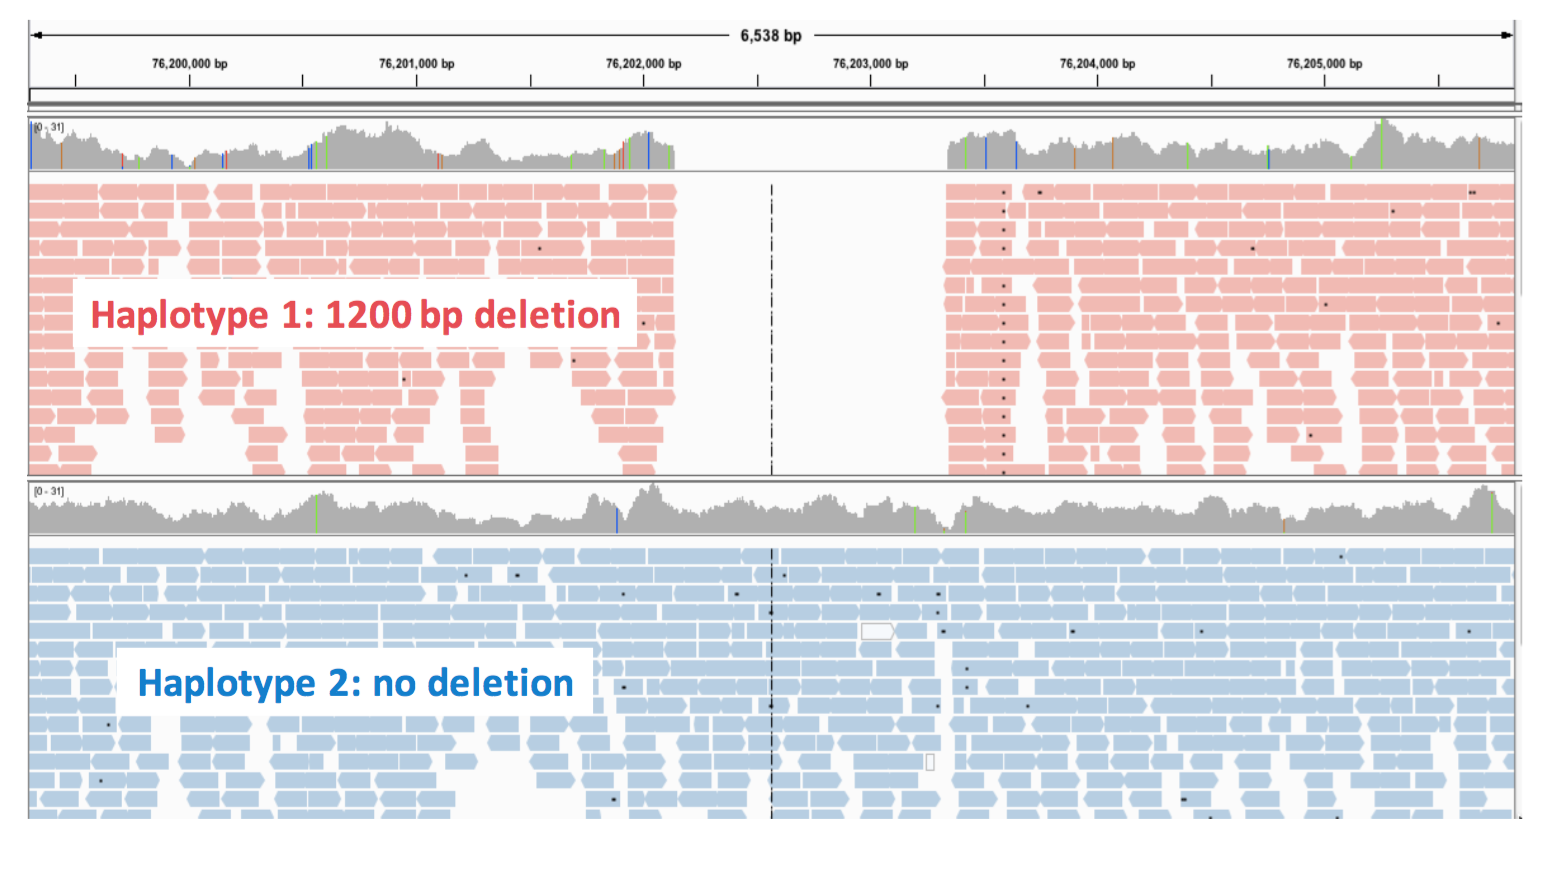 6,538 bp
76,200,000 bp 76,201,000 bp 76,202,000 bp 76,203,000 bp 76,204,000 bp 76,205,000 bp
[0 - 31]
Haplotype 1: 1200 bp deletion
[0 - 31]
Haplotype 2: no deletion